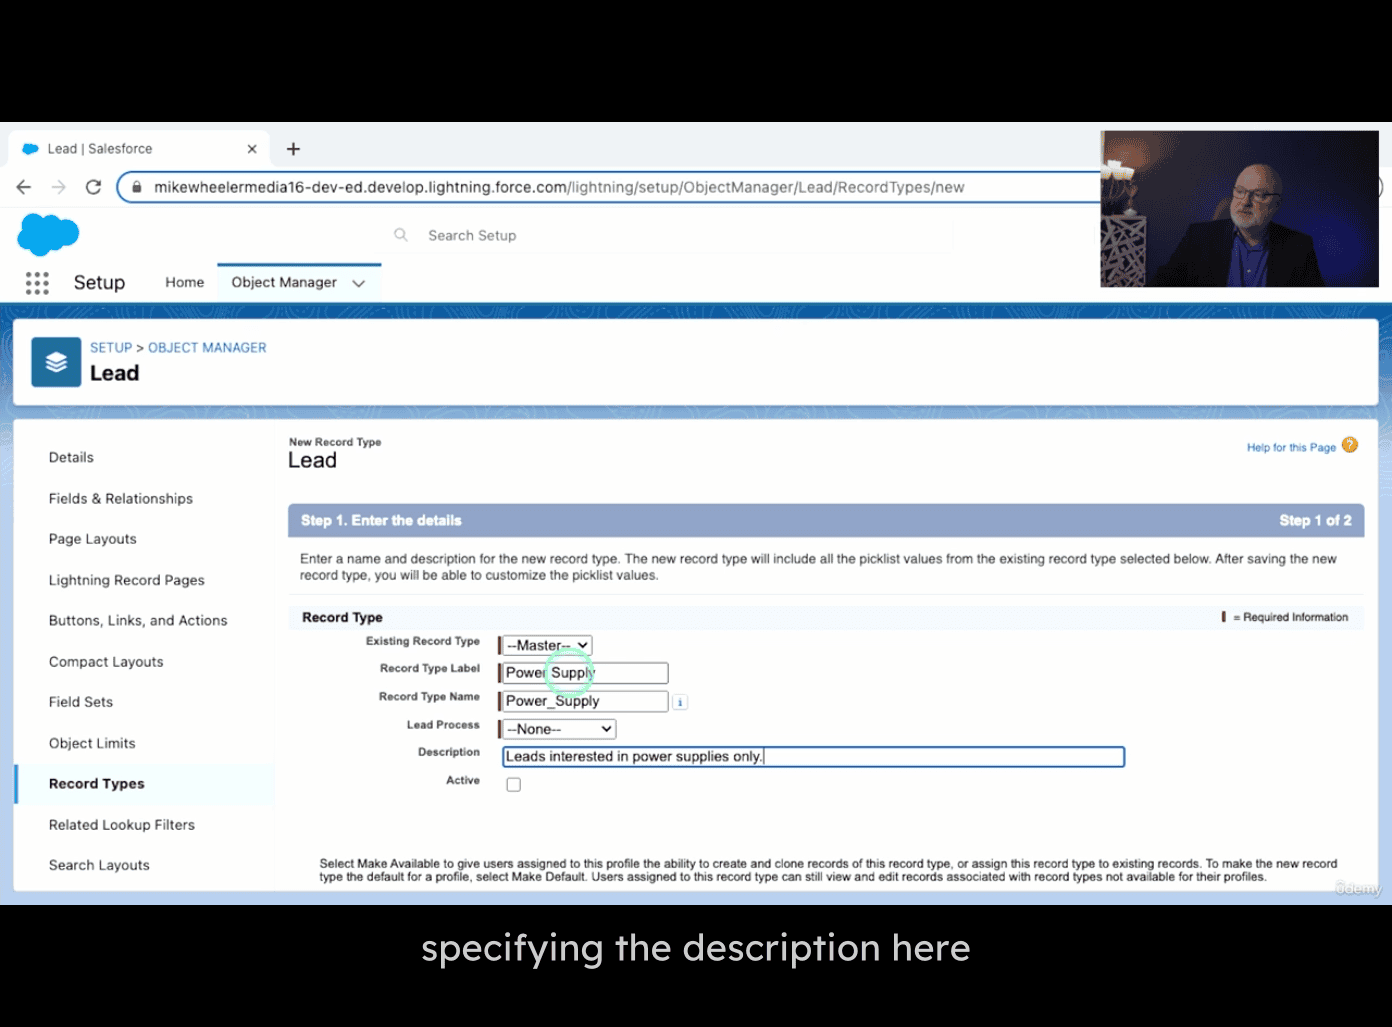 Lead | Salesforce
mikewheelermedia16-dev-ed.develop.lightning.force.com/lightning/setup/ObjectManager/Lead/RecordTypes/new
Search Setup
Setup
Home
Object Manager
SETUP > OBJECT MANAGER
Lead
Details
Fields & Relationships
Page Layouts
Lightning Record Pages
Buttons, Links, and Actions
Compact Layouts
Field Sets
Object Limits
Record Types
Related Lookup Filters
Search Layouts
New Record Type
Lead
Help for this Page
Step 1. Enter the details
Step 1 of 2
Enter a name and description for the new record type. The new record type will include all the picklist values from the existing record type selected below. After saving the new
record type, you will be able to customize the picklist values.
Record Type
= Required Information
Existing Record Type
--Master--
Record Type Label
Power Supply
Record Type Name
Power_Supply
Lead Process
--None--
Description
Leads interested in power supplies only.
Active
Select Make Available to give users assigned to this profile the ability to create and clone records of this record type, or assign this record type to existing records. To make the new record
type the default for a profile, select Make Default. Users assigned to this record type can still view and edit records associated with record types not available for their profiles.
ûdemy
specifying the description here